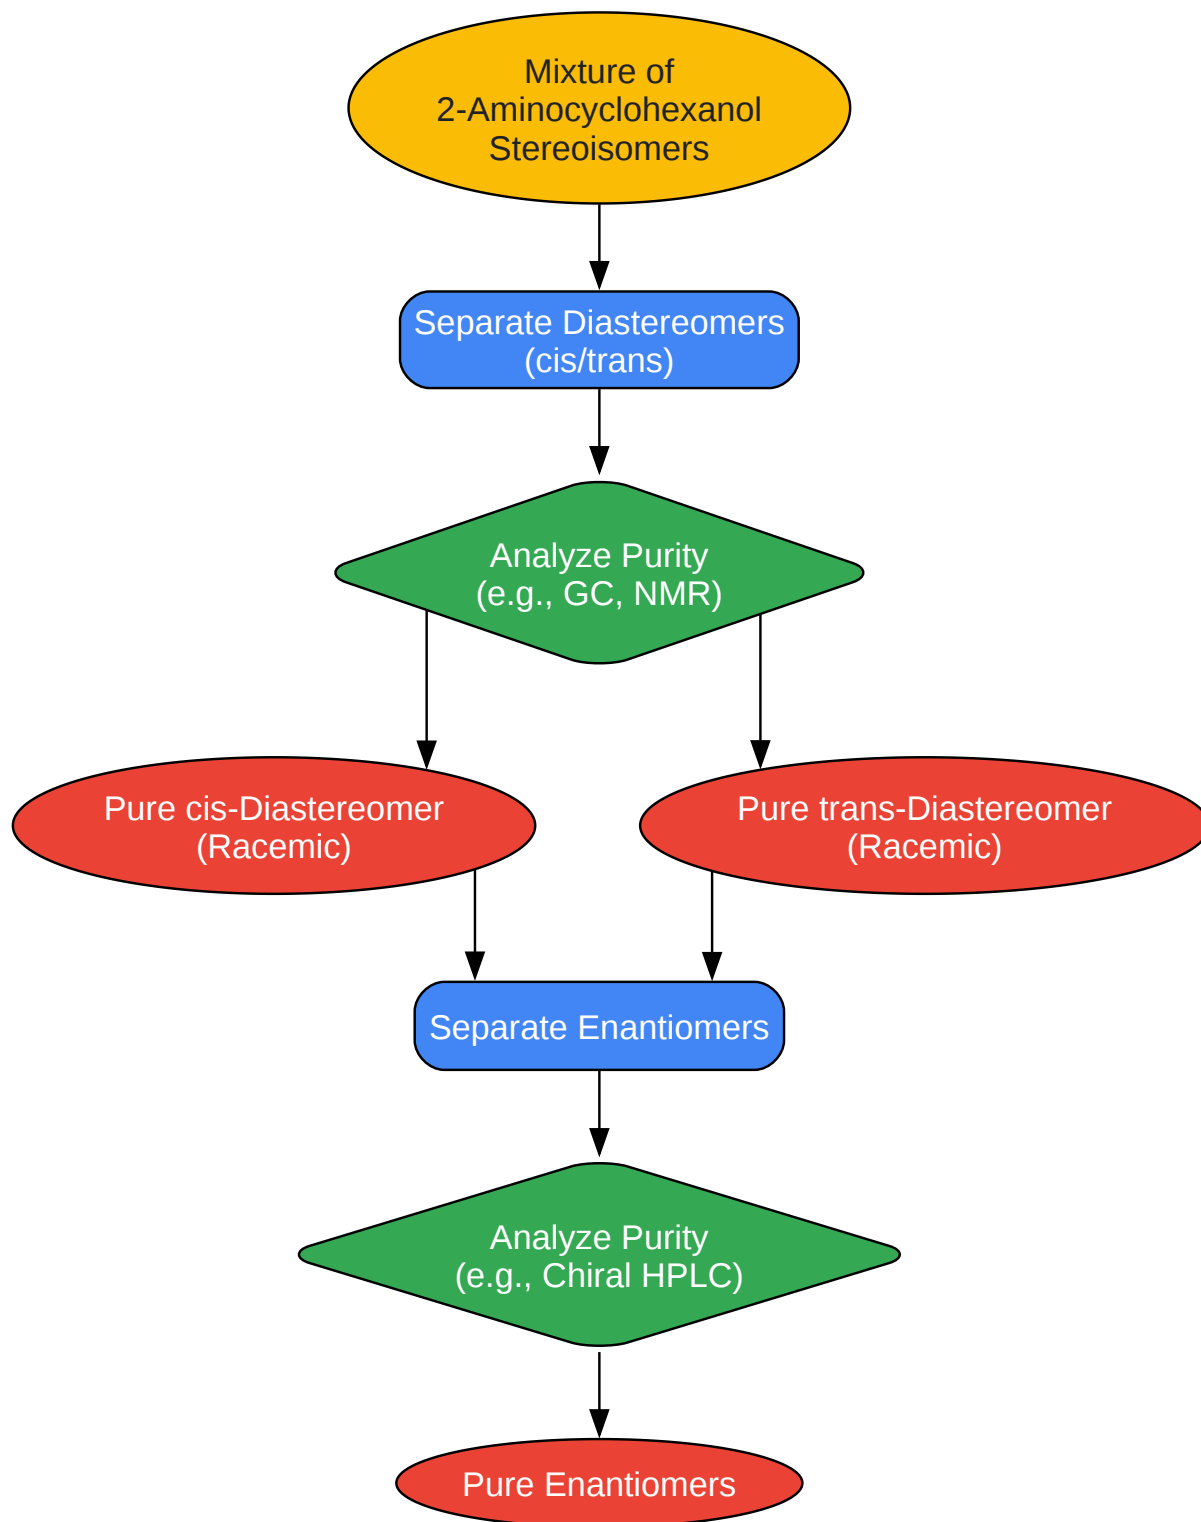 Mixture of
2-Aminocyclohexanol
Stereoisomers
Separate Diastereomers
(cis/trans)
Analyze Purity
(e.g., GC, NMR)
Pure cis-Diastereomer
(Racemic)
Pure trans-Diastereomer
(Racemic)
Separate Enantiomers
Analyze Purity
(e.g., Chiral HPLC)
Pure Enantiomers